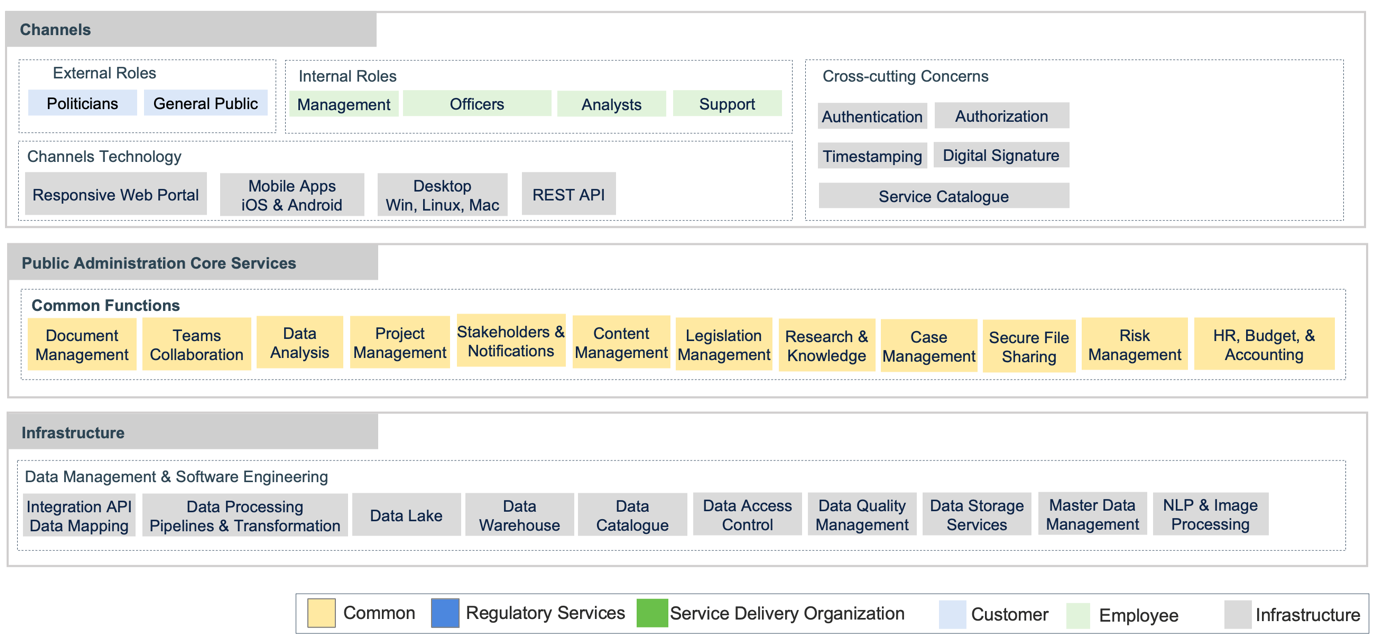 Channels
External Roles
Politicians
General Public
Internal Roles
Management
Officers
Analysts
Support
Cross-cutting Concerns
Authentication
Authorization
Timestamping
Digital Signature
Service Catalogue
Channels Technology
Responsive Web Portal
Mobile Apps
iOS & Android
Desktop
Win, Linux, Mac
REST API
Public Administration Core Services
Common Functions
Document
Management
Teams
Collaboration
Data
Analysis
Project
Management
Stakeholders &
Notifications
Content
Management
Legislation
Management
Research &
Knowledge
Case
Management
Secure File
Sharing
Risk
Management
HR, Budget, &
Accounting
Infrastructure
Data Management & Software Engineering
Integration API
Data Mapping
Data Processing
Pipelines & Transformation
Data Lake
Data
Warehouse
Data
Catalogue
Data Access
Control
Data Quality
Management
Data Storage
Services
Master Data
Management
NLP & Image
Processing
Common
Regulatory Services
Service Delivery Organization
Customer
Employee
Infrastructure